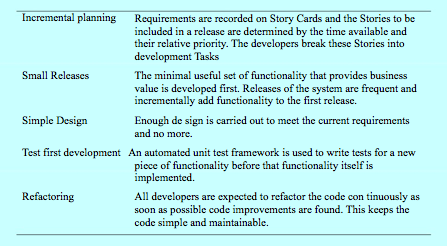 Incremental planning Requirements are recorded on Story Cards and the Stories to be
included in a release are determined by the time available and
their relative priority. The developers break these Stories into
development Tasks
Small Releases The minimal useful set of functionality that provides business
value is developed first. Releases of the system are frequent and
incrementally add functionality to the first release.
Simple Design Enough de sign is carried out to meet the current requirements
and no more.
Test first development An automated unit test framework is used to write tests for a new
piece of functionality before that functionality itself is
implemented.
Refactoring All developers are expected to refactor the code con tinuously as
soon as possible code improvements are found. This keeps the
code simple and maintainable.